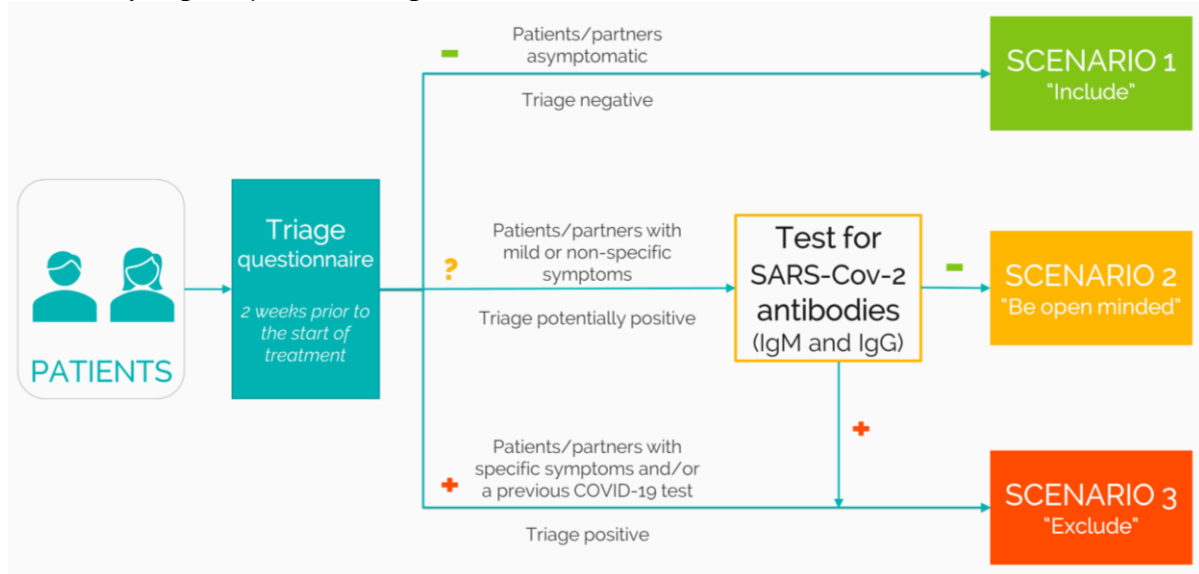 Patients/partners
asymptomatic
Triage negative
SCENARIO 1
"Include"
PATIENTS
Triage
questionnaire
2 weeks prior to
the start of
treatment
Patients/partners with
mild or non-specific
symptoms
?
Triage potentially positive
Test for
SARS-Cov-2
antibodies
(IgM and IgG)
SCENARIO 2
"Be open minded"
Patients/partners with
specific symptoms and/or
a previous COVID-19 test
Triage positive
SCENARIO 3
"Exclude"